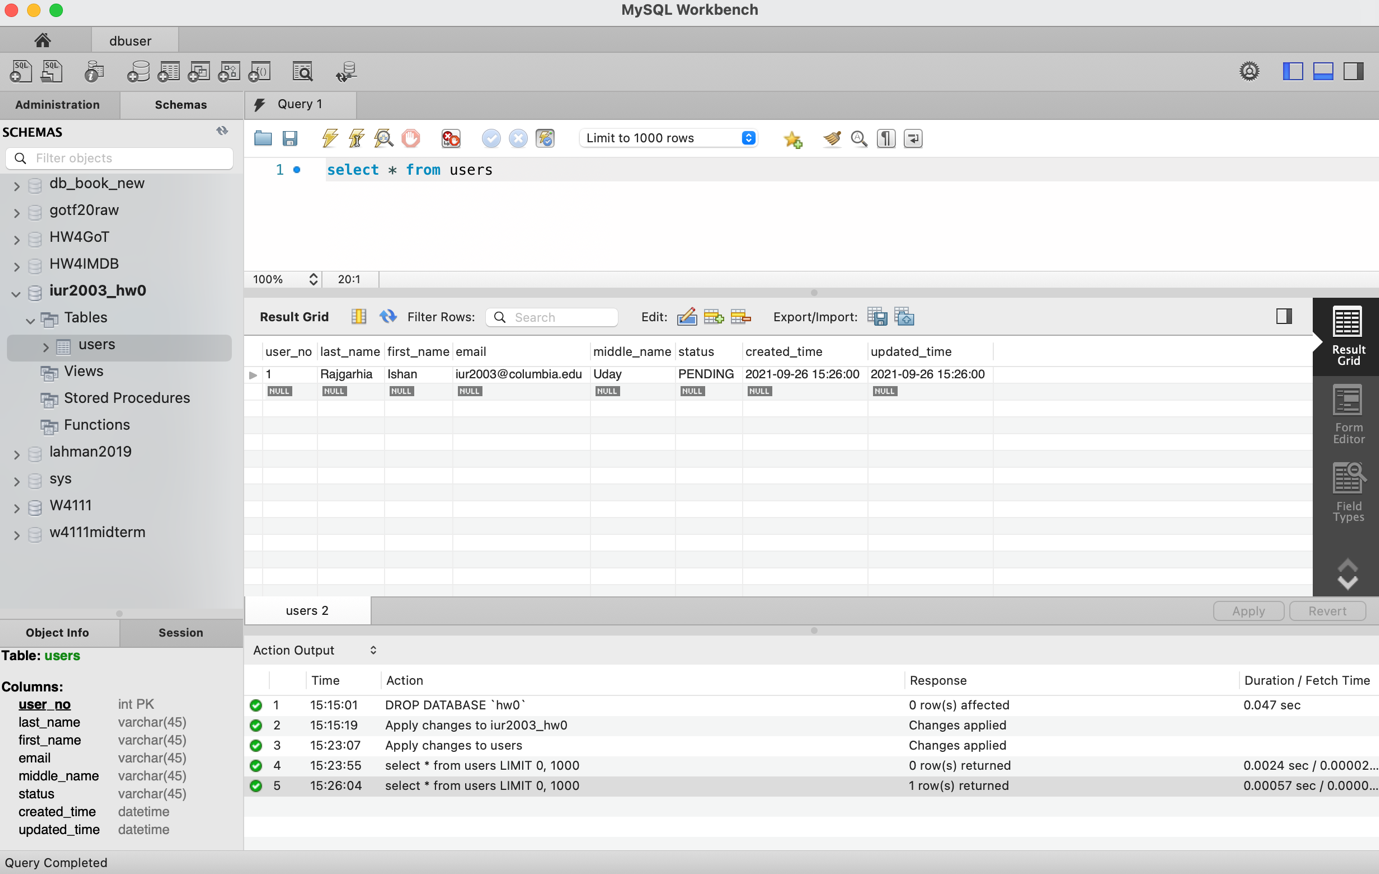 MySQL Workbench
dbuser
SQL SQL
Administration Schemas Query 1
SCHEMAS
Filter objects
Limit to 1000 rows
1 select * from users
db_book_new
gotf20raw
HW4GoT
HW4IMDB
iur2003_hw0
Tables
users
Views
Stored Procedures
Functions
lahman2019
sys
W4111
w4111midterm
100% 20:1
Result Grid Filter Rows: Search Edit: Export/Import:
user_no last_name first_name email middle_name status created_time updated_time
1 Rajgarhia Ishan iur2003@columbia.edu Uday PENDING 2021-09-26 15:26:00 2021-09-26 15:26:00
NULL NULL NULL NULL NULL NULL NULL NULL
Result
Grid
Form
Editor
Field
Types
users 2 Apply Revert
Object Info Session
Table: users
Columns:
user_no int PK
last_name varchar(45)
first_name varchar(45)
email varchar(45)
middle_name varchar(45)
status varchar(45)
created_time datetime
updated_time datetime
Action Output
Time Action Response Duration / Fetch Time
1 15:15:01 DROP DATABASE `hw0` 0 row(s) affected 0.047 sec
2 15:15:19 Apply changes to iur2003_hw0 Changes applied
3 15:23:07 Apply changes to users Changes applied
4 15:23:55 select * from users LIMIT 0, 1000 0 row(s) returned 0.0024 sec / 0.00002...
5 15:26:04 select * from users LIMIT 0, 1000 1 row(s) returned 0.00057 sec / 0.0000...
Query Completed